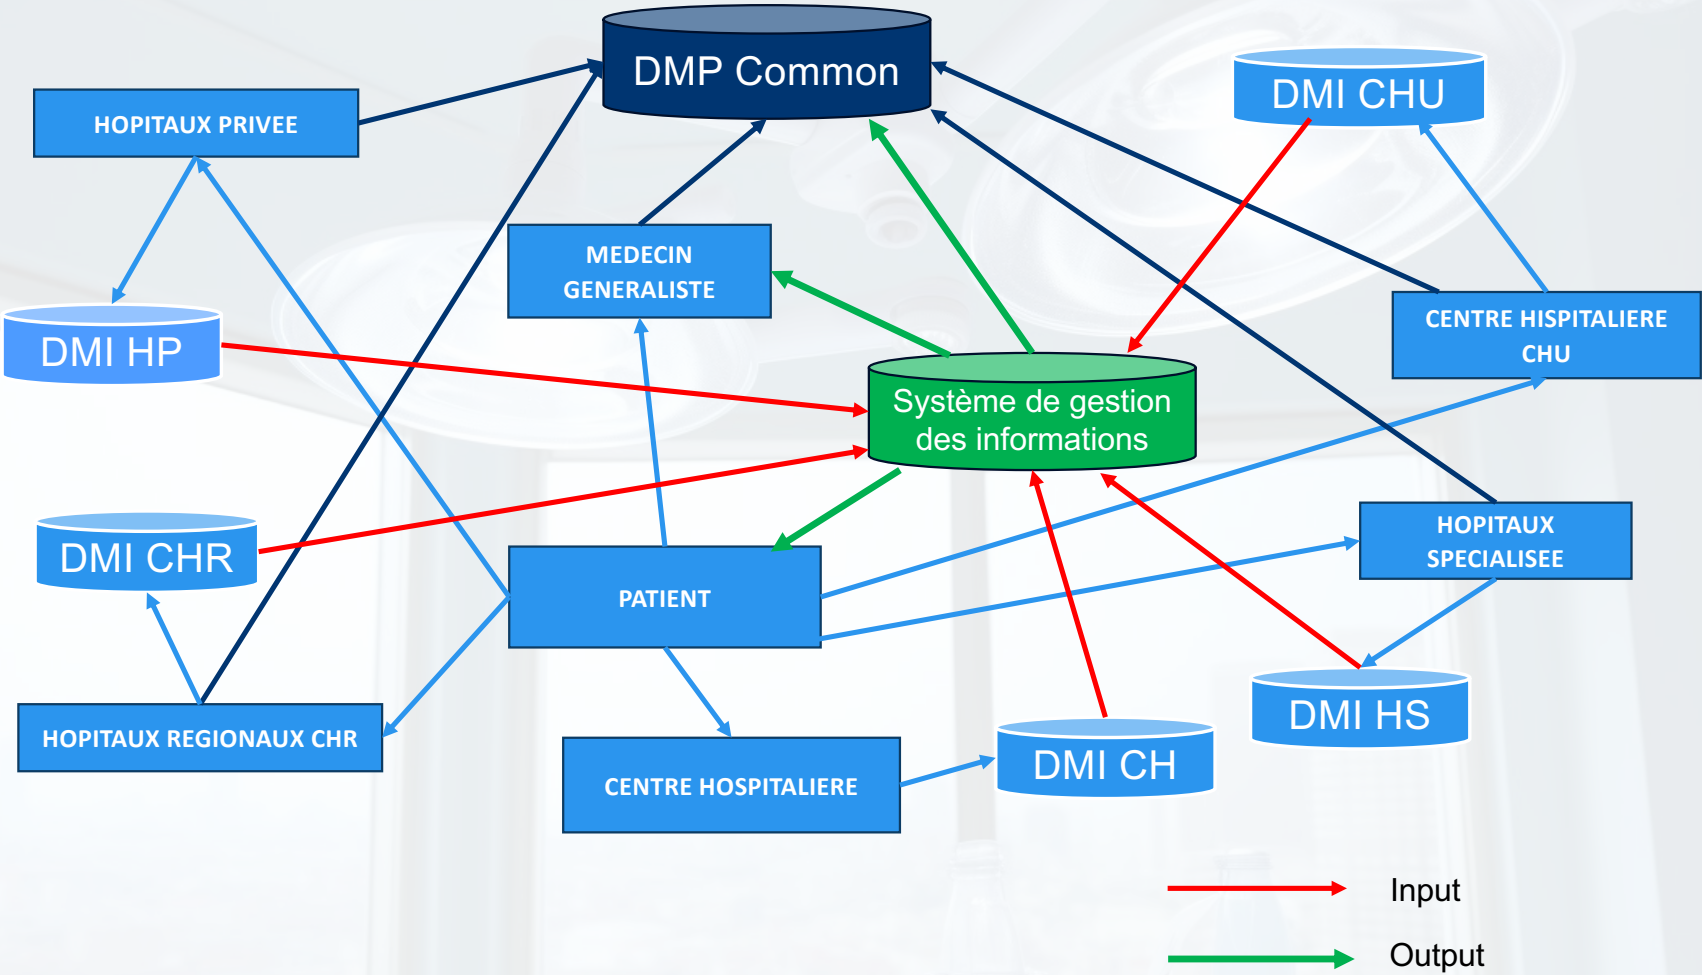 DMP Common
DMI CHU
HOPITAUX PRIVEE
MEDECIN
GENERALISTE
CENTRE HISPITALIERE
CHU
DMI HP
Système de gestion
des informations
DMI CHR
HOPITAUX
SPECIALISEE
PATIENT
HOPITAUX REGIONAUX CHR
DMI HS
CENTRE HOSPITALIERE
DMI CH
Input
Output